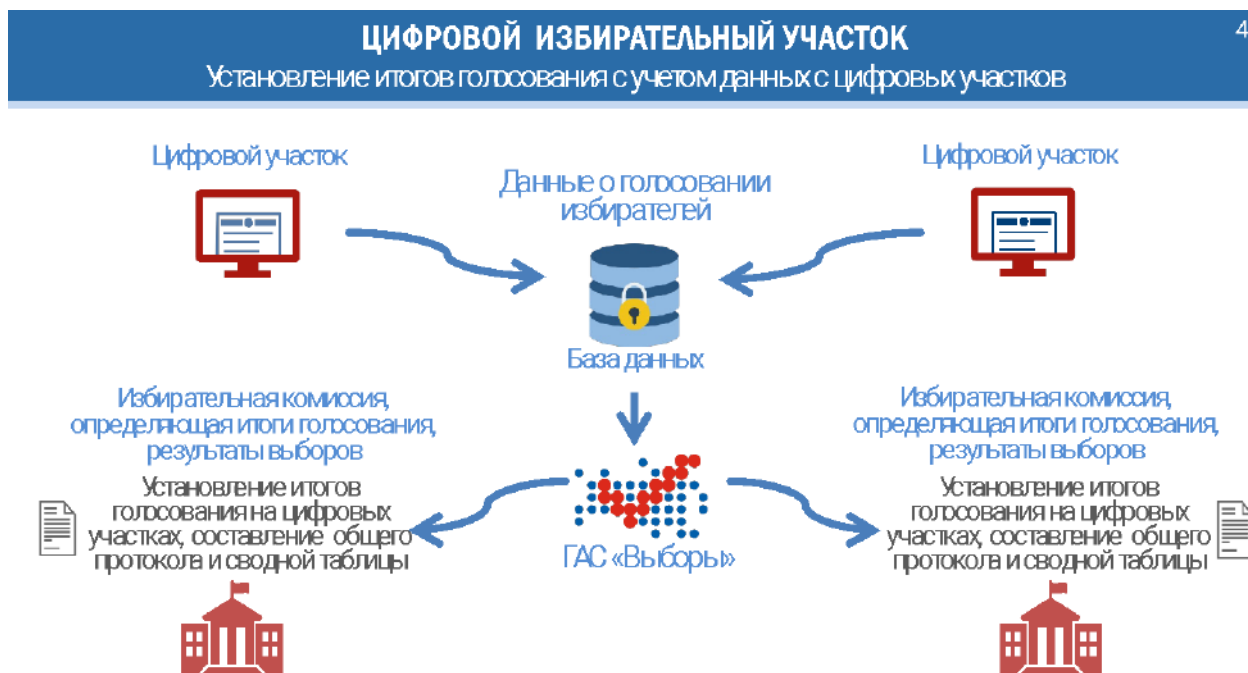 ЦИФРОВОЙ ИЗБИРАТЕЛЬНЫЙ УЧАСТОК
4
Установление итогов голосования с учетом данных с цифровых участков
Цифровой участок
Данные о голосовании
избирателей
Цифровой участок
База данных
Избирательная комиссия,
определяющая итоги голосования,
результаты выборов
Установление итогов
голосования на цифровых
участках, составление общего
протокола и сводной таблицы
ГАС «Выборы»
Избирательная комиссия,
определяющая итоги голосования,
результаты выборов
Установление итогов
голосования на цифровых
участках, составление общего
протокола и сводной таблицы